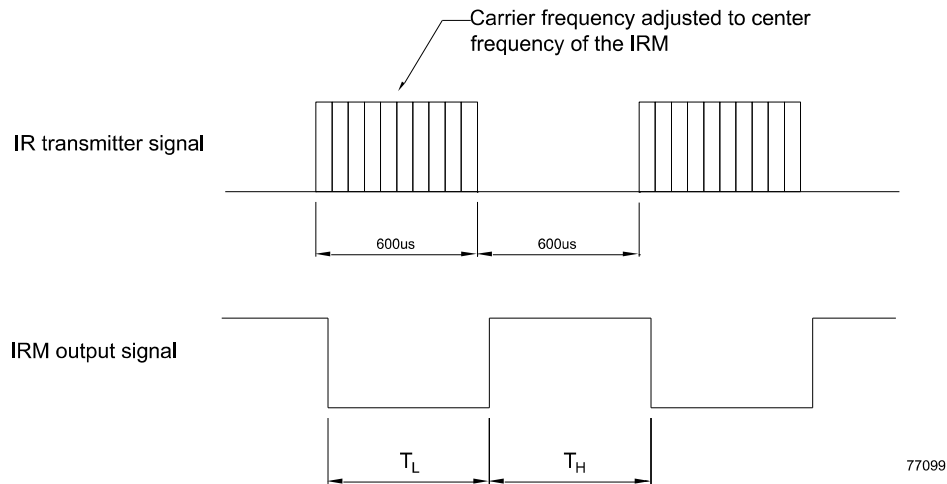 Carrier frequency adjusted to center
frequency of the IRM
IR transmitter signal
600us
600us
IRM output signal
TL
TH
77099